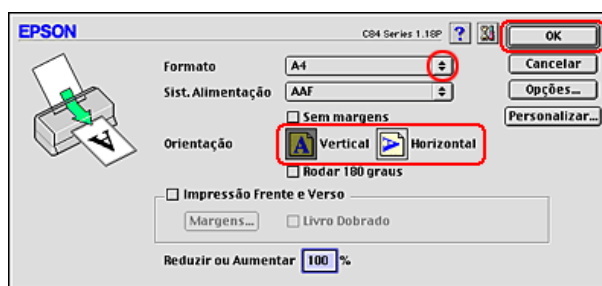 EPSON
C84 Series 1.18P ?
OK
Formato A4
Cancelar
Sist. Alimentação AAF
Opções...
Sem margens
Personalizar...
Orientação A Vertical A Horizontal
Rodar 180 graus
Impressão Frente e Verso
Margens... Livro Dobrado
Reduzir ou Aumentar 100 %
A